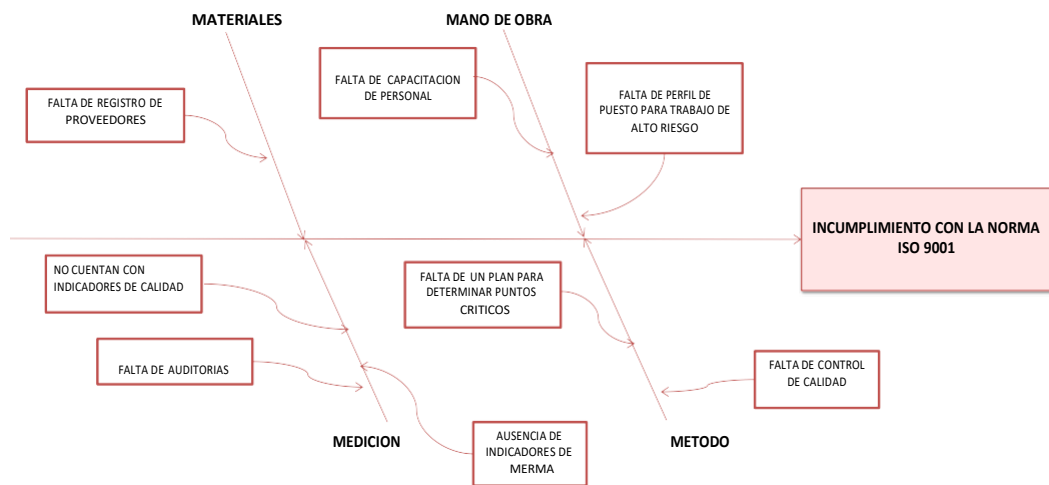 MATERIALES
MANO DE OBRA
FALTA DE REGISTRO DE
PROVEEDORES
FALTA DE CAPACITACION
DE PERSONAL
FALTA DE PERFIL DE
PUESTO PARA TRABAJO DE
ALTO RIESGO
INCUMPLIMIENTO CON LA NORMA
ISO 9001
NO CUENTAN CON
INDICADORES DE CALIDAD
FALTA DE UN PLAN PARA
DETERMINAR PUNTOS
CRITICOS
FALTA DE AUDITORIAS
FALTA DE CONTROL
DE CALIDAD
MEDICION
AUSENCIA DE
INDICADORES DE
MERMA
METODO